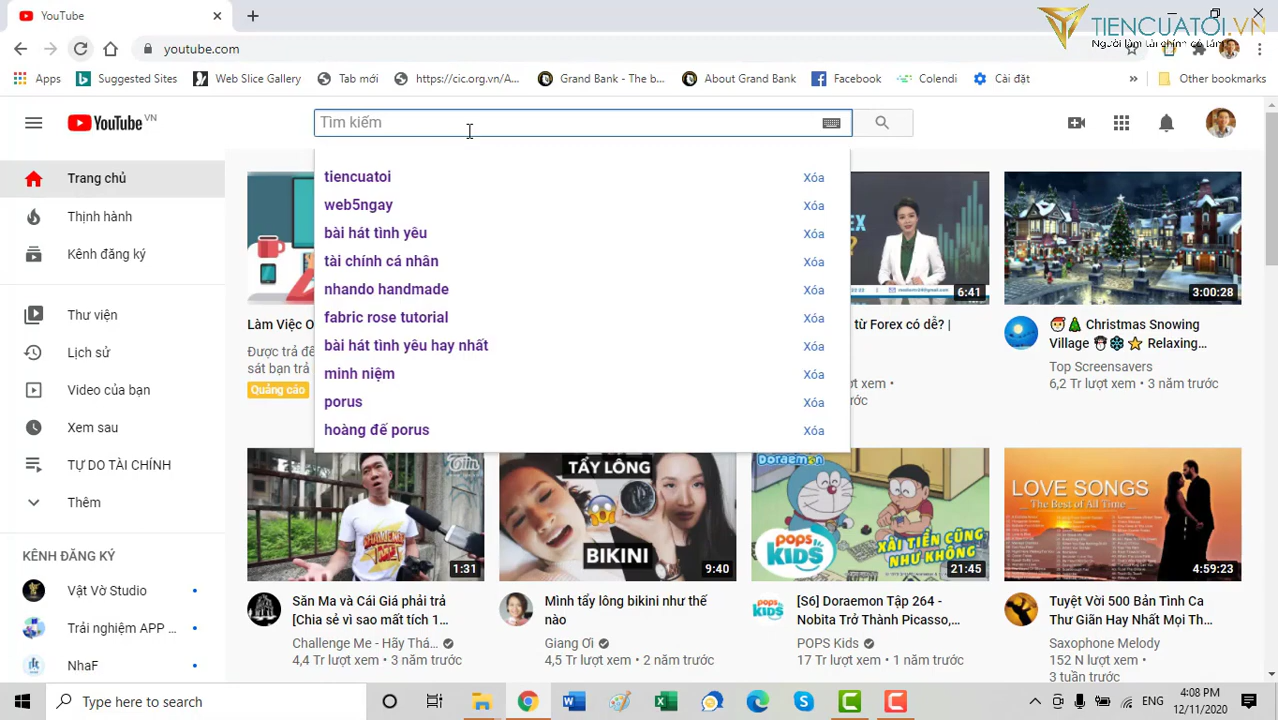 YouTube
TIENCUATOI.VN
Người làm tài chính có tâm
youtube.com
Apps
Suggested Sites
Web Slice Gallery
Tab mới
https://cic.org.vn/A...
Grand Bank - The b...
About Grand Bank
Facebook
Colendi
Cài đặt
»
Other bookmarks
YouTube VN
Tìm kiếm
Trang chủ
Thịnh hành
Kênh đăng ký
Thư viện
Lịch sử
Video của bạn
Xem sau
TỰ DO TÀI CHÍNH
Thêm
KÊNH ĐĂNG KÝ
Vật Vờ Studio
Trải nghiệm APP ...
NhaF
tiencuatoi Xóa
web5ngay Xóa
bài hát tình yêu Xóa
tài chính cá nhân Xóa
nhando handmade Xóa
fabric rose tutorial Xóa
bài hát tình yêu hay nhất Xóa
minh niệm Xóa
porus Xóa
hoàng đế porus Xóa
Làm Việc O
Được trả để
sát bạn trả
Quảng cáo
EX
?
6:41
từ Forex có dễ? |
xem •
trước
3:00:28
Christmas Snowing
Village Relaxing...
Top Screensavers
6,2 Tr lượt xem • 3 năm trước
1:31
Săn Ma và Cái Giá phải trả
[Chia sẻ vì sao mất tích 1...
Challenge Me - Hãy Thá...
4,4 Tr lượt xem • 3 năm trước
TẨY LÔNG
BIKINI
9:40
Mình tẩy lông bikini như thế
nào
Giang Ơi
4,5 Tr lượt xem • 2 năm trước
Doraemon
POPS
KIDS
XÀI TIỀN CŨNG
NHƯ KHÔNG
21:45
[S6] Doraemon Tập 264 -
Nobita Trở Thành Picasso,...
POPS Kids
17 Tr lượt xem • 1 năm trước
LOVE SONGS
The Best of All Time
4:59:23
Tuyệt Vời 500 Bản Tình Ca
Thư Giãn Hay Nhất Mọi Th...
Saxophone Melody
152 N lượt xem •
3 tuần trước
Type here to search
ENG
4:08 PM
12/11/2020